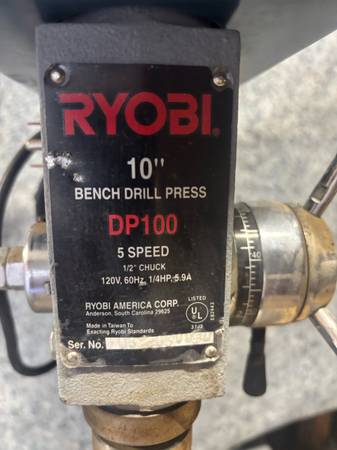 RYOBI.
10"
BENCH DRILL PRESS
DP100
5 SPEED
1/2" CHUCK
120V, 60Hz, 1/4HP, 5.9A
RYOBI AMERICA CORP.
Anderson, South Carolina 29625
Made in Taiwan To
Exacting Ryobi Standards
LISTED
UL
Ser. No.